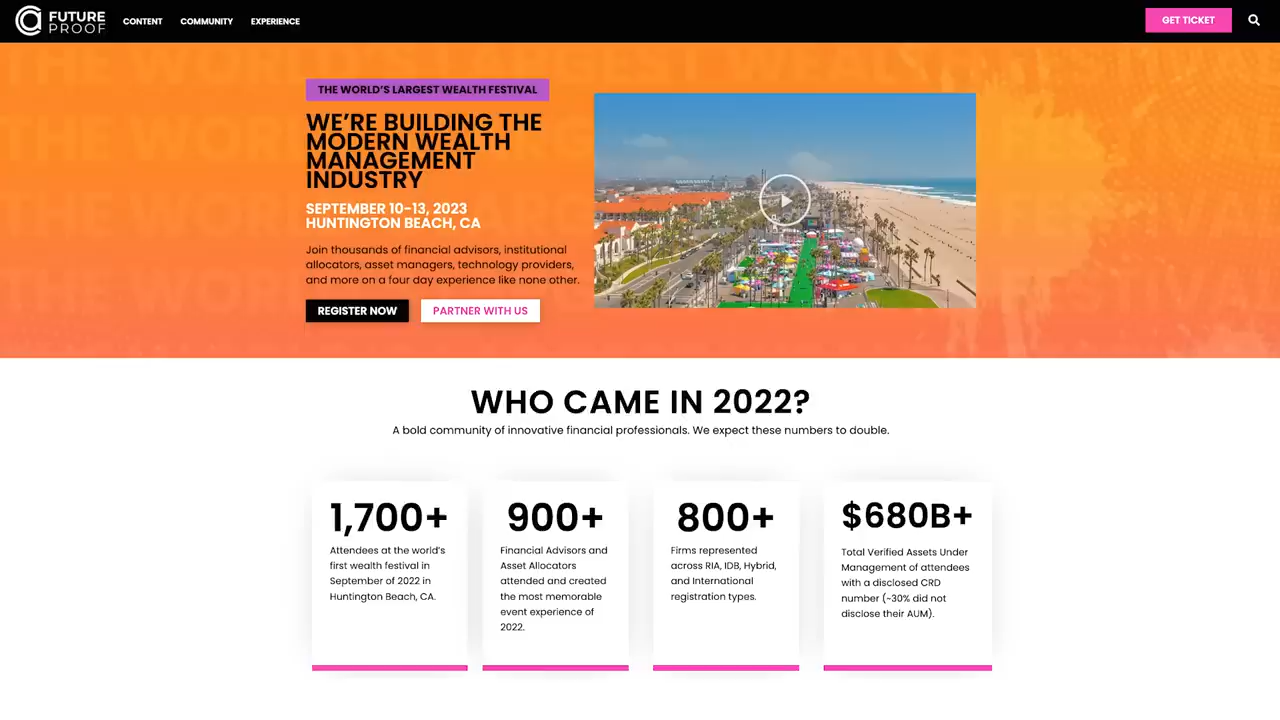 FUTURE
PROOF
CONTENT
COMMUNITY
EXPERIENCE
GET TICKET
THE WORLD'S LARGEST WEALTH FESTIVAL
WE'RE BUILDING THE
MODERN WEALTH
MANAGEMENT
INDUSTRY
SEPTEMBER 10-13, 2023
HUNTINGTON BEACH, CA
Join thousands of financial advisors, institutional
allocators, asset managers, technology providers,
and more on a four day experience like none other.
REGISTER NOW
PARTNER WITH US
WHO CAME IN 2022?
A bold community of innovative financial professionals. We expect these numbers to double.
1,700+
Attendees at the world's
first wealth festival in
September of 2022 in
Huntington Beach, CA.
900+
Financial Advisors and
Asset Allocators
attended and created
the most memorable
event experience of
2022.
800+
Firms represented
across RIA, IDB, Hybrid,
and International
registration types.
$680B+
Total Verified Assets Under
Management of attendees
with a disclosed CRD
number (~30% did not
disclose their AUM).